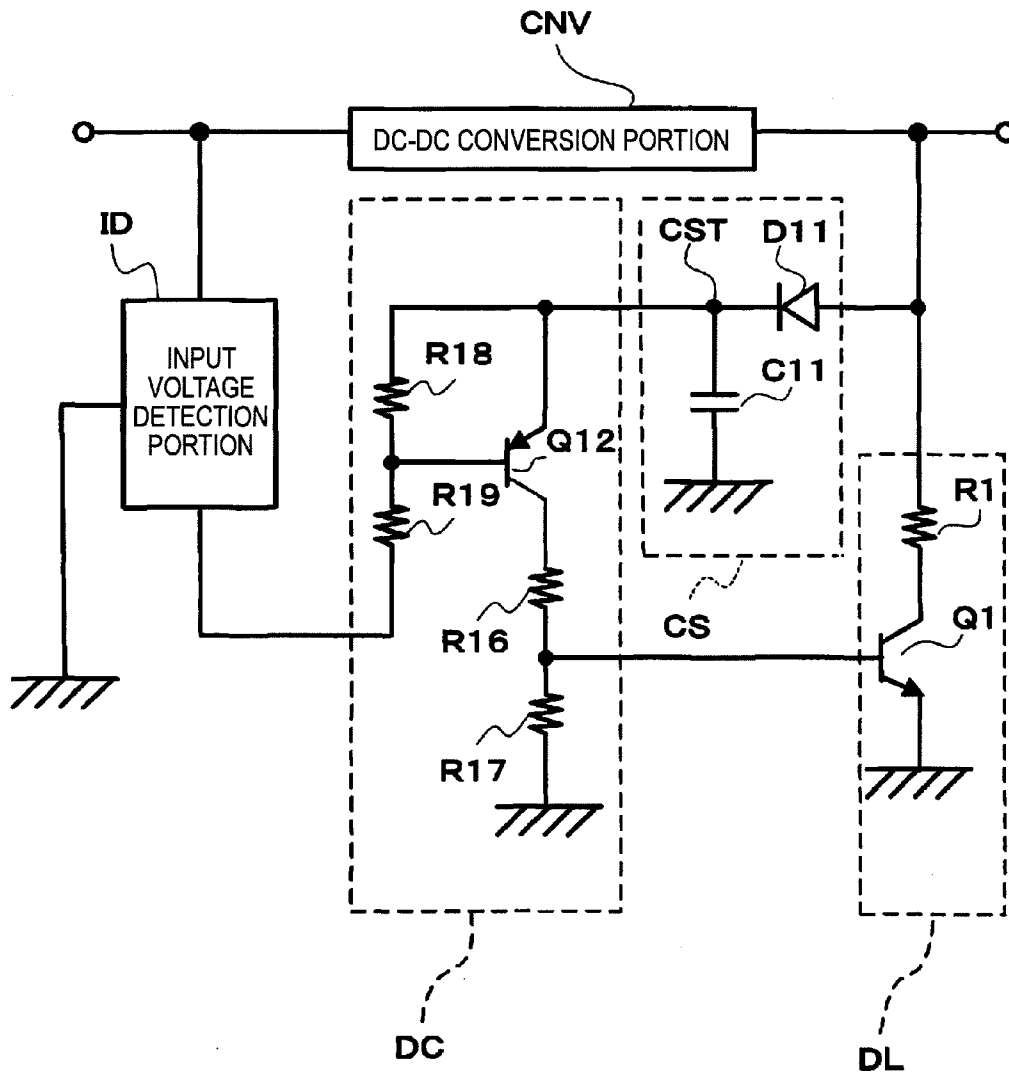 CNV
DC-DC CONVERSION PORTION
ID
CST
D11
INPUT
VOLTAGE
DETECTION
PORTION
R18
C11
Q12
R19
R1
R16
CS
Q1
R17
DC
DL